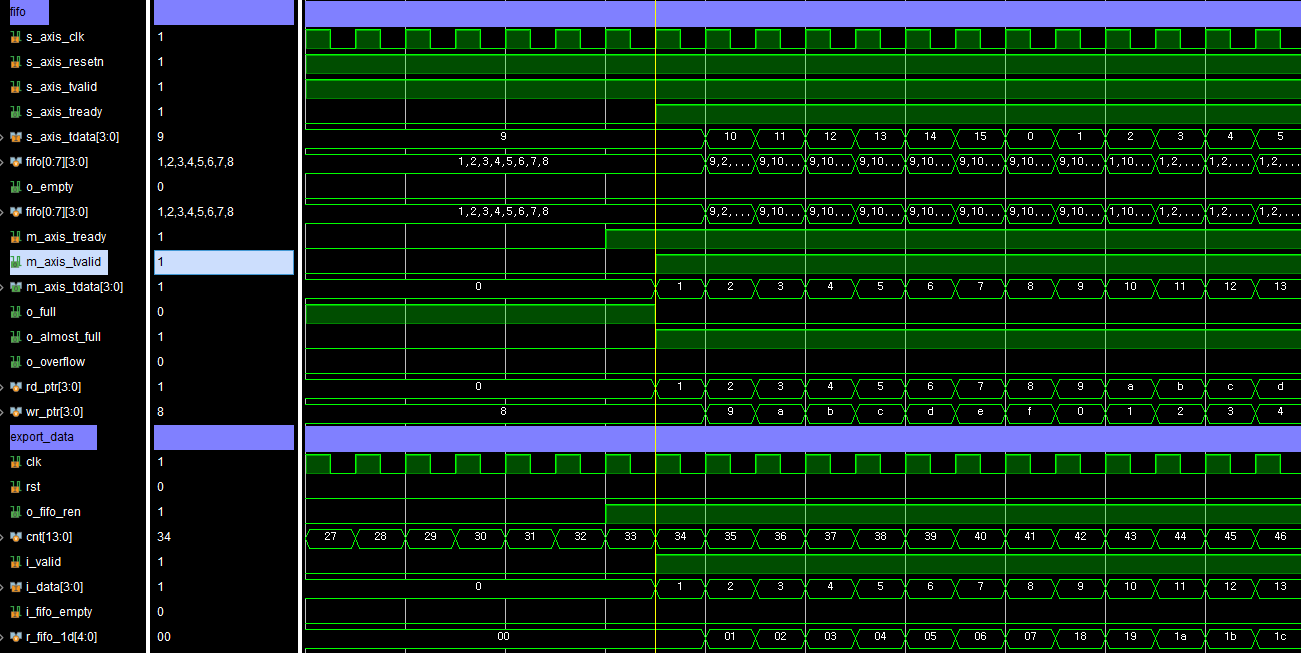 fifo
s_axis_clk 1
s_axis_resetn 1
s_axis_tvalid 1
s_axis_tready 1
s_axis_tdata[3:0] 9 9 10 11 12 13 14 15 0 1 2 3 4 5
fifo[0:7][3:0] 1,2,3,4,5,6,7,8 1,2,3,4,5,6,7,8 9,2,... 9,10... 9,10... 9,10... 9,10... 9,10... 9,10... 9,10... 1,10... 1,2,... 1,2,... 1,2,...
o_empty 0
fifo[0:7][3:0] 1,2,3,4,5,6,7,8 1,2,3,4,5,6,7,8 9,2,... 9,10... 9,10... 9,10... 9,10... 9,10... 9,10... 9,10... 1,10... 1,2,... 1,2,... 1,2,...
m_axis_tready 1
m_axis_tvalid 1
m_axis_tdata[3:0] 1 0 1 2 3 4 5 6 7 8 9 10 11 12 13
o_full 0
o_almost_full 1
o_overflow 0
rd_ptr[3:0] 1 0 1 2 3 4 5 6 7 8 9 a b c d
wr_ptr[3:0] 8 8 9 a b c d e f 0 1 2 3 4
export_data
clk 1
rst 0
o_fifo_ren 1
cnt[13:0] 34 27 28 29 30 31 32 33 34 35 36 37 38 39 40 41 42 43 44 45 46
i_valid 1
i_data[3:0] 1 0 1 2 3 4 5 6 7 8 9 10 11 12 13
i_fifo_empty 0
r_fifo_1d[4:0] 00 00 01 02 03 04 05 06 07 18 19 1a 1b 1c